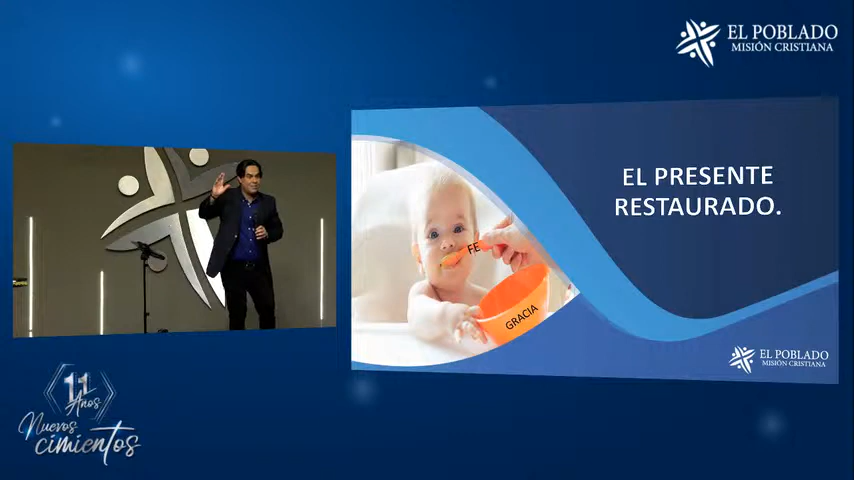 EL POBLADO
MISIÓN CRISTIANA
EL PRESENTE
RESTAURADO.
FE
GRACIA
EL POBLADO
MISIÓN CRISTIANA
11
Años
Nuevos
cimientos